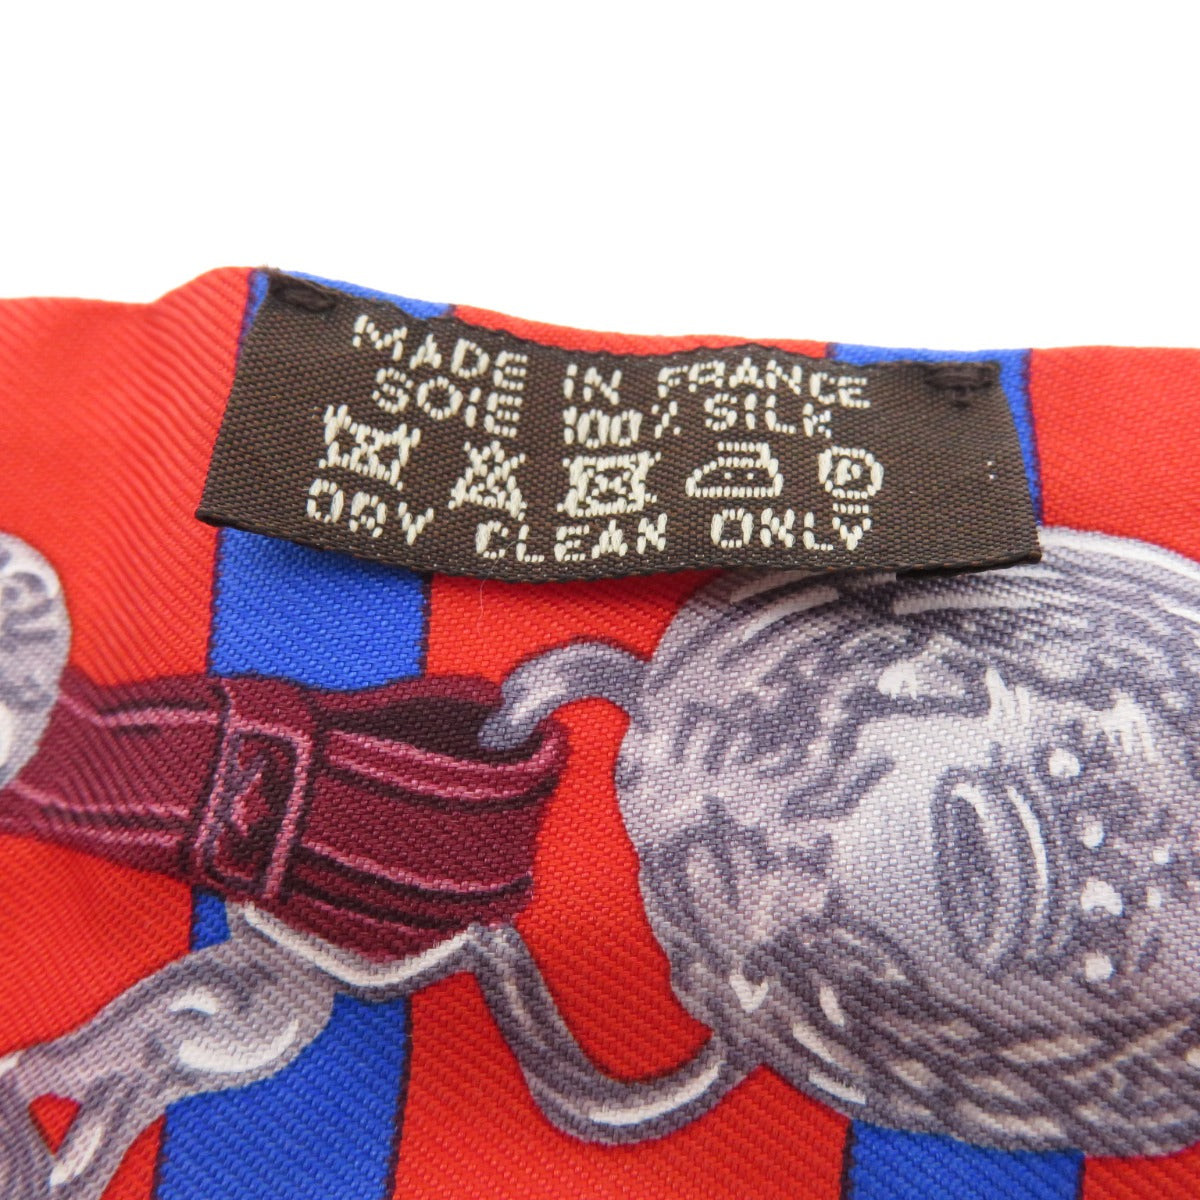 MADE IN FRANCE
SOIE 100% SILK
P
DRY CLEAN ONLY